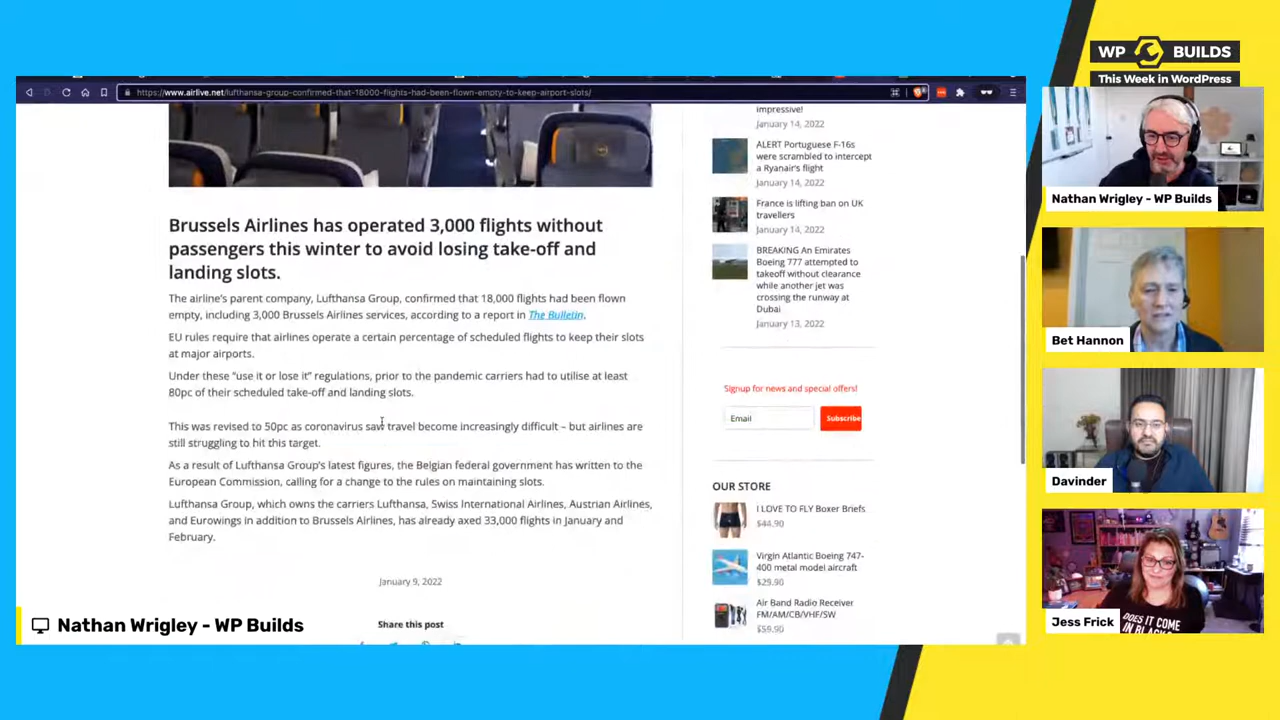 WP BUILDS
This Week in WordPress
https://www.airlive.net/lufthansa-group-confirmed-that-18000-flights-had-been-flown-empty-to-keep-airport-slots/
Brussels Airlines has operated 3,000 flights without
passengers this winter to avoid losing take-off and
landing slots.
The airline's parent company, Lufthansa Group, confirmed that 18,000 flights had been flown
empty, including 3,000 Brussels Airlines services, according to a report in The Bulletin.
EU rules require that airlines operate a certain percentage of scheduled flights to keep their slots
at major airports.
Under these "use it or lose it" regulations, prior to the pandemic carriers had to utilise at least
80pc of their scheduled take-off and landing slots.
This was revised to 50pc as coronavirus saw travel become increasingly difficult – but airlines are
still struggling to hit this target.
As a result of Lufthansa Group's latest figures, the Belgian federal government has written to the
European Commission, calling for a change to the rules on maintaining slots.
Lufthansa Group, which owns the carriers Lufthansa, Swiss International Airlines, Austrian Airlines,
and Eurowings in addition to Brussels Airlines, has already axed 33,000 flights in January and
February.
January 9, 2022
Share this post
impressive!
January 14, 2022
ALERT Portuguese F-16s
were scrambled to intercept
a Ryanair's flight
January 14, 2022
France is lifting ban on UK
travellers
January 14, 2022
BREAKING An Emirates
Boeing 777 attempted to
takeoff without clearance
while another jet was
crossing the runway at
Dubai
January 13, 2022
Signup for news and special offers!
Email
Subscribe
OUR STORE
I LOVE TO FLY Boxer Briefs
$44.90
Virgin Atlantic Boeing 747-
400 metal model aircraft
$29.90
Air Band Radio Receiver
FM/AM/CB/VHF/SW
$59.90
Nathan Wrigley - WP Builds
Nathan Wrigley - WP Builds
Bet Hannon
Davinder
Jess Frick
DOES IT COME
IN BLACK